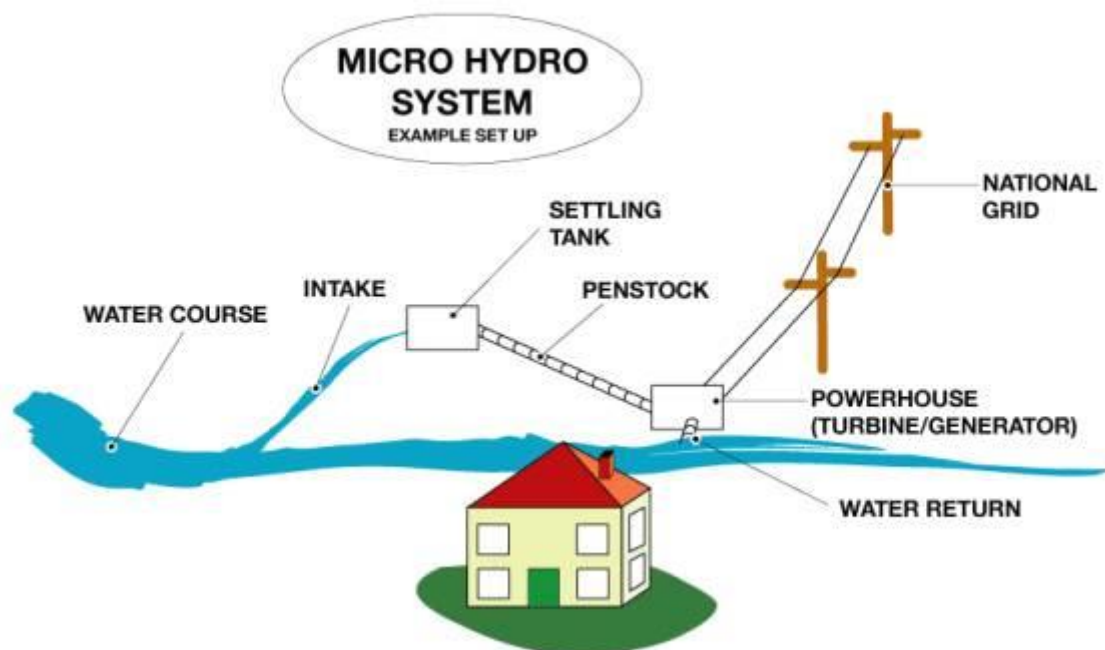 MICRO HYDRO
SYSTEM
EXAMPLE SET UP
NATIONAL
GRID
SETTLING
TANK
PENSTOCK
INTAKE
WATER COURSE
POWERHOUSE
(TURBINE/GENERATOR)
WATER RETURN